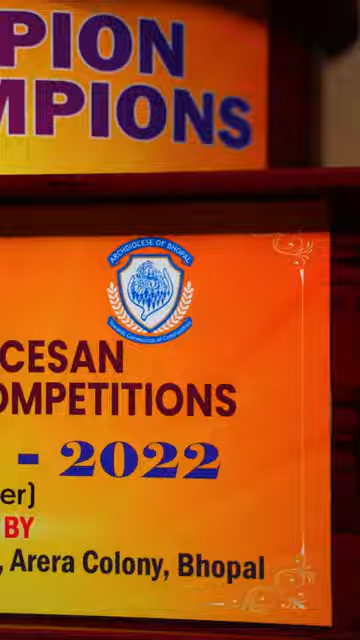 PION
MPIONS
ARCHDIOCESE OF BHOPAL
CESAN
OMPETITIONS
- 2022
er)
BY
, Arera Colony, Bhopal